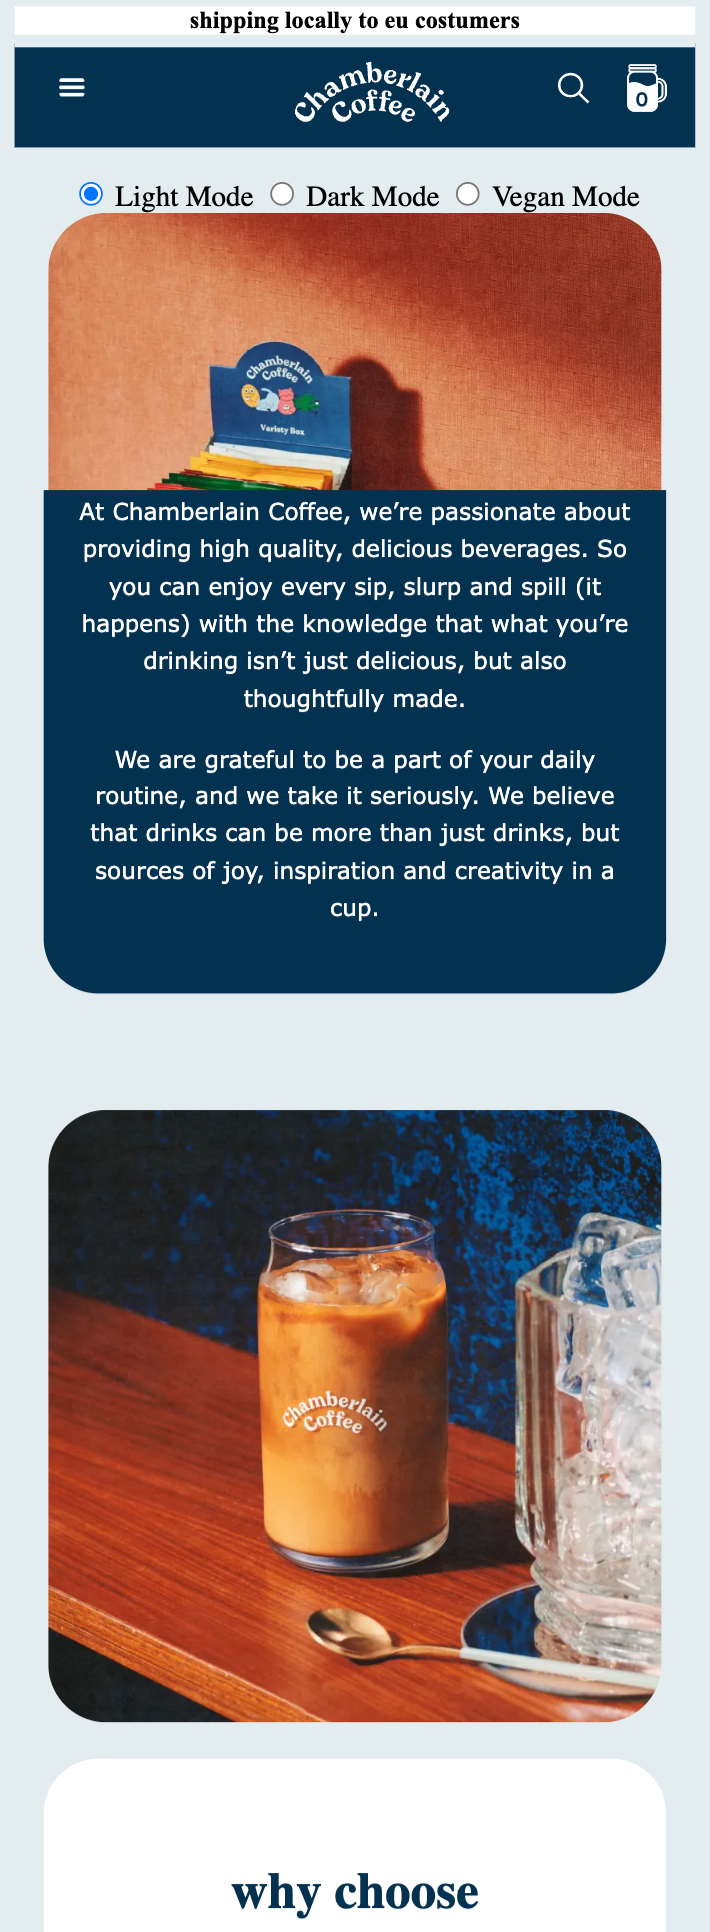 shipping locally to eu costumers
Chamberlain
Coffee
0
Light Mode Dark Mode Vegan Mode
Chamberlain
Coffee
Variety Box
At Chamberlain Coffee, we’re passionate about
providing high quality, delicious beverages. So
you can enjoy every sip, slurp and spill (it
happens) with the knowledge that what you’re
drinking isn’t just delicious, but also
thoughtfully made.
We are grateful to be a part of your daily
routine, and we take it seriously. We believe
that drinks can be more than just drinks, but
sources of joy, inspiration and creativity in a
cup.
Chamberlain
Coffee
why choose